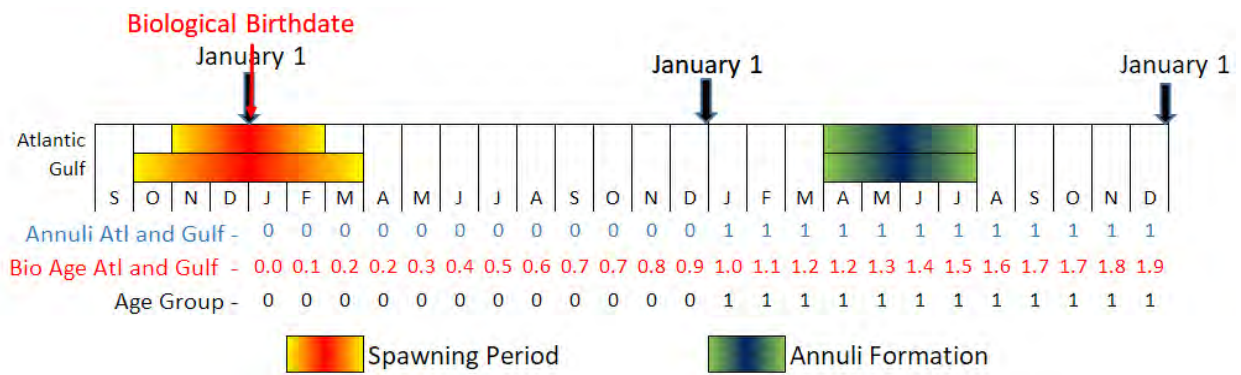 Biological Birthdate
January 1
January 1
January 1
Atlantic
Gulf
S O N D J F M A M J J A S O N D J F M A M J J A S O N D
Annuli Atl and Gulf - 0 0 0 0 0 0 0 0 0 0 0 0 1 1 1 1 1 1 1 1 1 1 1 1
Bio Age Atl and Gulf - 0.0 0.1 0.2 0.2 0.3 0.4 0.5 0.6 0.7 0.7 0.8 0.9 1.0 1.1 1.2 1.2 1.3 1.4 1.5 1.6 1.7 1.7 1.8 1.9
Age Group - 0 0 0 0 0 0 0 0 0 0 0 0 1 1 1 1 1 1 1 1 1 1 1 1
Spawning Period Annuli Formation